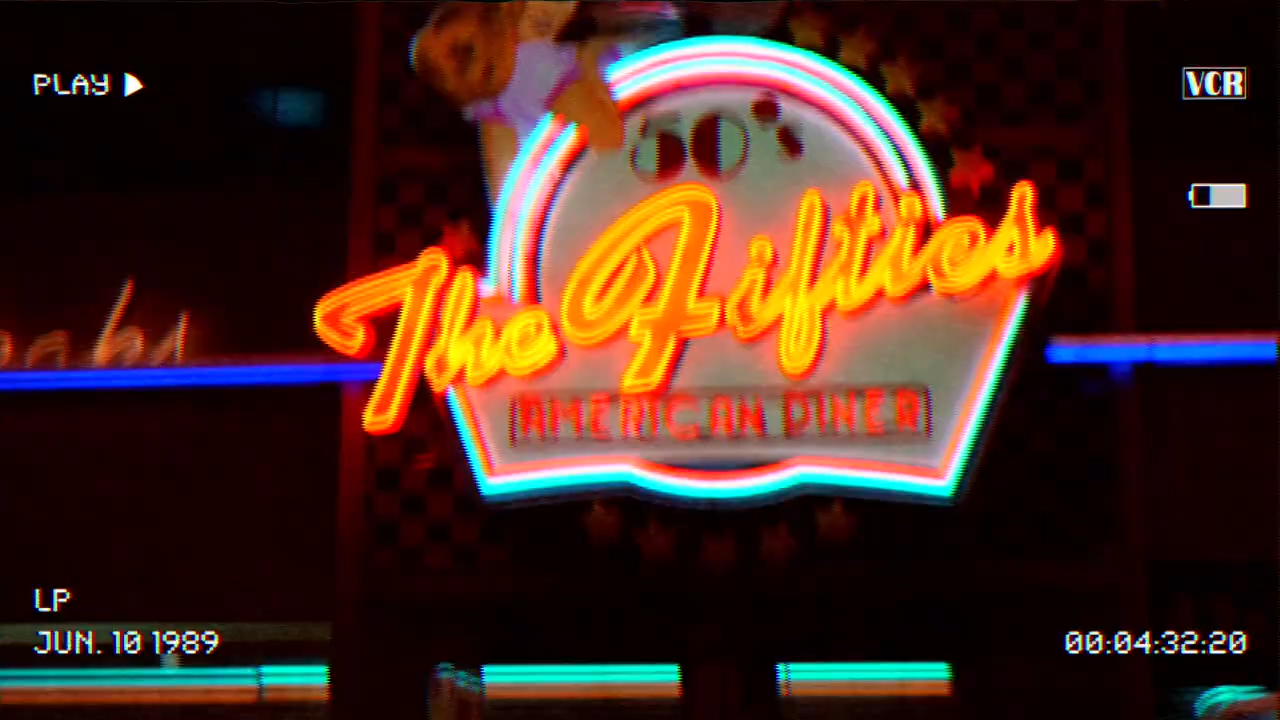 PLAY
VCR
50's
The Fifties
AMERICAN DINER
LP
JUN. 10 1989
00:04:32:20